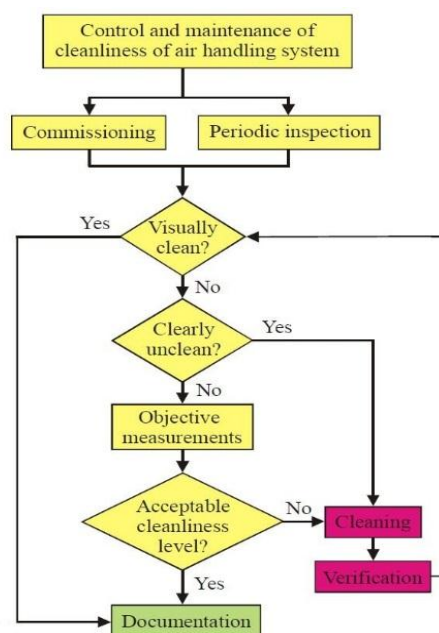 Control and maintenance of
cleanliness of air handling system
Commissioning
Periodic inspection
Yes
Visually
clean?
No
Clearly
unclean?
Yes
No
Objective
measurements
Acceptable
cleanliness
level?
No
Cleaning
Yes
Verification
Documentation